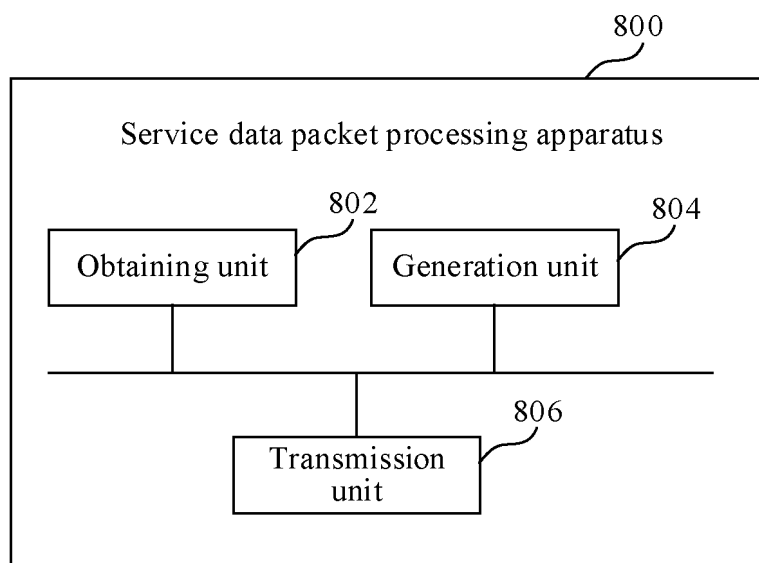 800
Service data packet processing apparatus
802
804
Obtaining unit
Generation unit
806
Transmission
unit